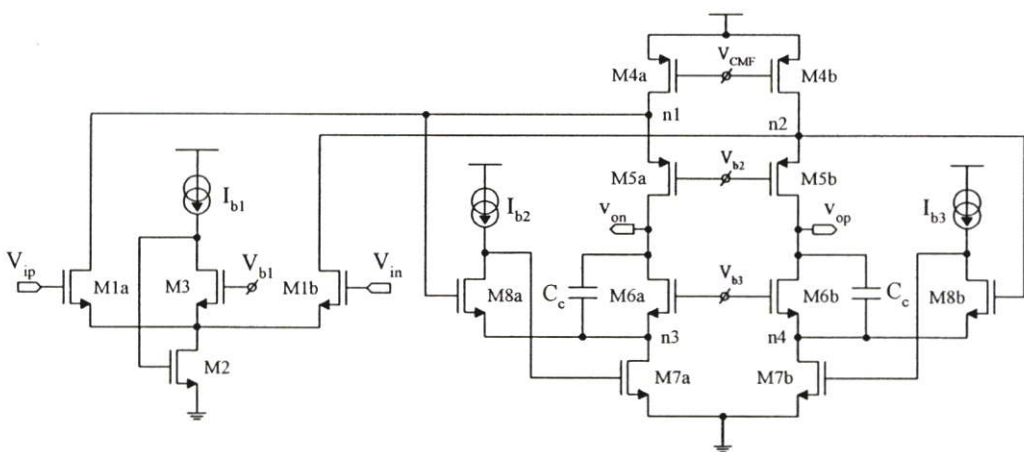 V_CMF
M4a
M4b
n1
n2
V_b2
M5a
M5b
I_b1
I_b2
I_b3
v_on
v_op
V_ip
M1a
M3
V_b1
M1b
V_in
M8a
C_c
M6a
V_b3
M6b
C_c
M8b
n3
n4
M2
M7a
M7b